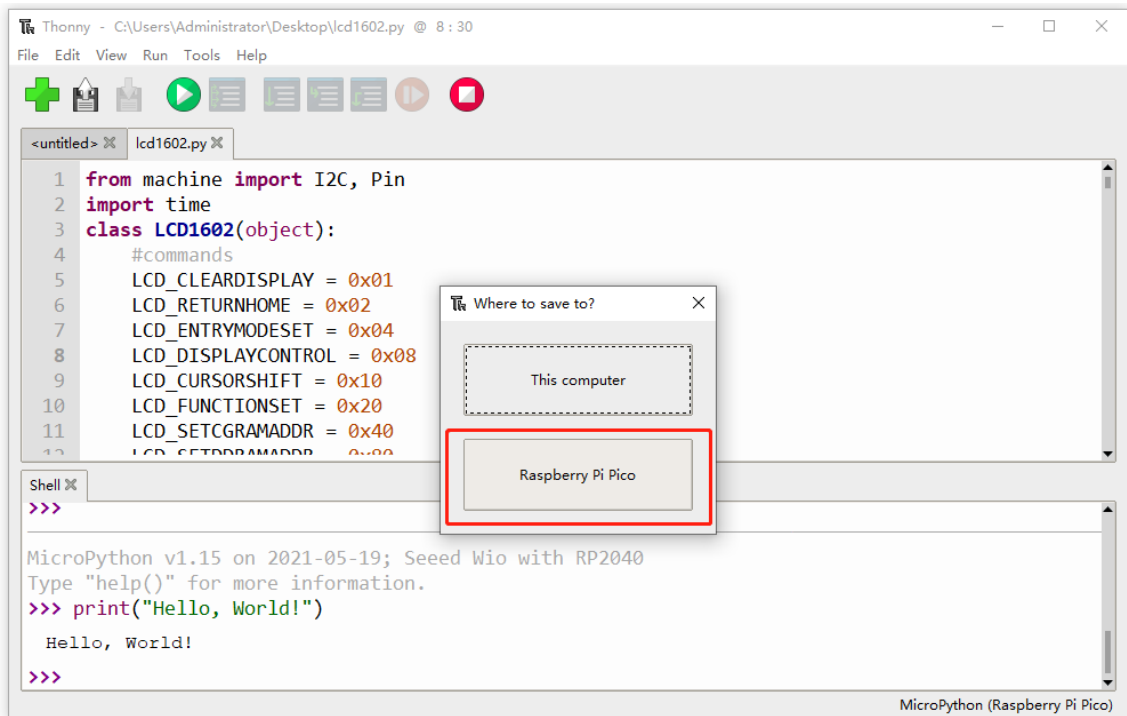 Thonny - C:\Users\Administrator\Desktop\lcd1602.py @ 8:30
File Edit View Run Tools Help
<untitled> lcd1602.py
1 from machine import I2C, Pin
2 import time
3 class LCD1602(object):
4 #commands
5 LCD_CLEARDISPLAY = 0x01
6 LCD_RETURNHOME = 0x02
7 LCD_ENTRYMODESET = 0x04
8 LCD_DISPLAYCONTROL = 0x08
9 LCD_CURSORSHIFT = 0x10
10 LCD_FUNCTIONSET = 0x20
11 LCD_SETCGRAMADDR = 0x40
12 LCD_SETDDRAMADDR = 0x80
Where to save to?
This computer
Raspberry Pi Pico
Shell
>>>
MicroPython v1.15 on 2021-05-19; Seeed Wio with RP2040
Type "help()" for more information.
>>> print("Hello, World!")
Hello, World!
>>>
MicroPython (Raspberry Pi Pico)